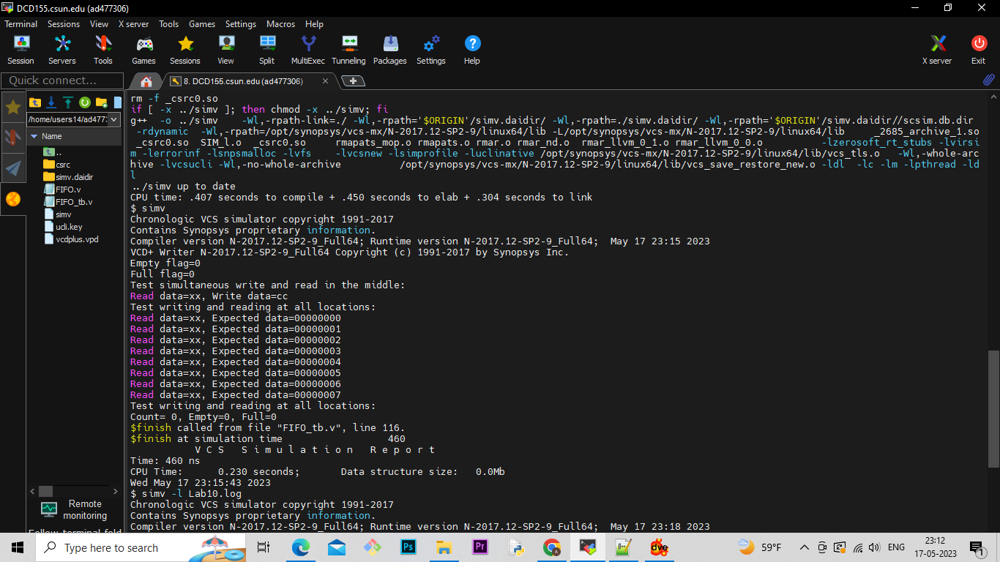 DCD155.csun.edu (ad477306)
Terminal Sessions View X server Tools Games Settings Macros Help
Session Servers Tools Games Sessions View Split MultiExec Tunneling Packages Settings Help X server Exit
Quick connect...
8. DCD155.csun.edu (ad477306)
/home/users14/ad477
Name
..
csrc
simv.daidir
FIFO.v
FIFO_tb.v
simv
ucli.key
vcdplus.vpd
Remote
monitoring
Follow terminal fold
rm -f _csrc0.so
if [ -x ../simv ]; then chmod -x ../simv; fi
g++ -o ../simv -Wl,-rpath-link=./ -Wl,-rpath='$ORIGIN'/simv.daidir/ -Wl,-rpath=./simv.daidir/ -Wl,-rpath='$ORIGIN'/simv.daidir//scsim.db.dir
-rdynamic -Wl,-rpath=/opt/synopsys/vcs-mx/N-2017.12-SP2-9/linux64/lib -L/opt/synopsys/vcs-mx/N-2017.12-SP2-9/linux64/lib _2685_archive_1.so
_csrc0.so SIM_l.o _csrc0.so rmapats_mop.o rmapats.o rmar.o rmar_nd.o rmar_llvm_0_1.o rmar_llvm_0_0.o -lzerosoft_rt_stubs -lvirsi
m -lerrorinf -lsnpsmalloc -lvfs -lvcsnew -lsimprofile -luclinative /opt/synopsys/vcs-mx/N-2017.12-SP2-9/linux64/lib/vcs_tls.o -Wl,-whole-arc
hive -lvcsucli -Wl,-no-whole-archive /opt/synopsys/vcs-mx/N-2017.12-SP2-9/linux64/lib/vcs_save_restore_new.o -ldl -lc -lm -lpthread -ld
l
../simv up to date
CPU time: .407 seconds to compile + .450 seconds to elab + .304 seconds to link
$ simv
Chronologic VCS simulator copyright 1991-2017
Contains Synopsys proprietary information.
Compiler version N-2017.12-SP2-9_Full64; Runtime version N-2017.12-SP2-9_Full64; May 17 23:15 2023
VCD+ Writer N-2017.12-SP2-9_Full64 Copyright (c) 1991-2017 by Synopsys Inc.
Empty flag=0
Full flag=0
Test simultaneous write and read in the middle:
Read data=xx, Write data=cc
Test writing and reading at all locations:
Read data=xx, Expected data=00000000
Read data=xx, Expected data=00000001
Read data=xx, Expected data=00000002
Read data=xx, Expected data=00000003
Read data=xx, Expected data=00000004
Read data=xx, Expected data=00000005
Read data=xx, Expected data=00000006
Read data=xx, Expected data=00000007
Test writing and reading at all locations:
Count= 0, Empty=0, Full=0
$finish called from file "FIFO_tb.v", line 116.
$finish at simulation time 460
V C S S i m u l a t i o n R e p o r t
Time: 460 ns
CPU Time: 0.230 seconds; Data structure size: 0.0Mb
Wed May 17 23:15:43 2023
$ simv -l Lab10.log
Chronologic VCS simulator copyright 1991-2017
Contains Synopsys proprietary information.
Compiler version N-2017.12-SP2-9_Full64; Runtime version N-2017.12-SP2-9_Full64; May 17 23:18 2023
Type here to search
Ps
Pr
A
dve
59°F
ENG
23:12
17-05-2023
1